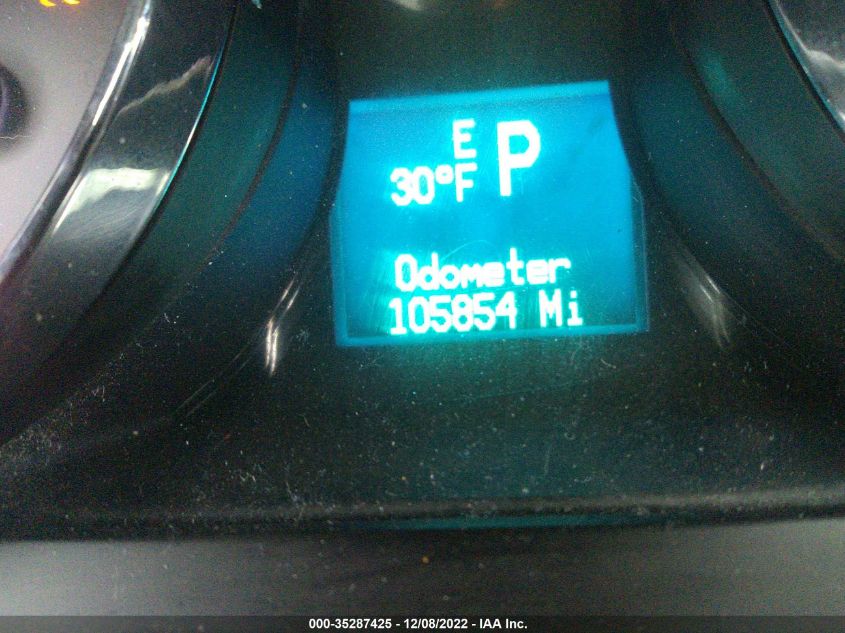 E P
30°F
Odometer
105854 Mi
000-35287425 - 12/08/2022 - IAA Inc.